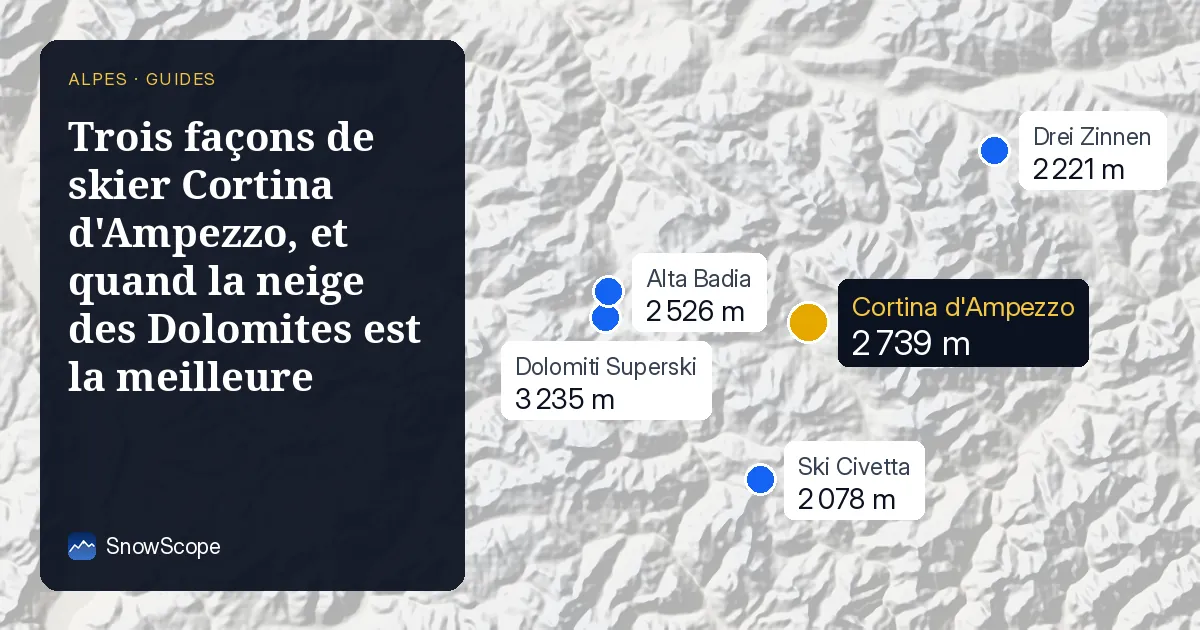 ALPES · GUIDES
Trois façons de
skier Cortina
d'Ampezzo, et
quand la neige
des Dolomites est
la meilleure
SnowScope
Drei Zinnen
2 221 m
Alta Badia
2 526 m
Cortina d'Ampezzo
2 739 m
Dolomiti Superski
3 235 m
Ski Civetta
2 078 m